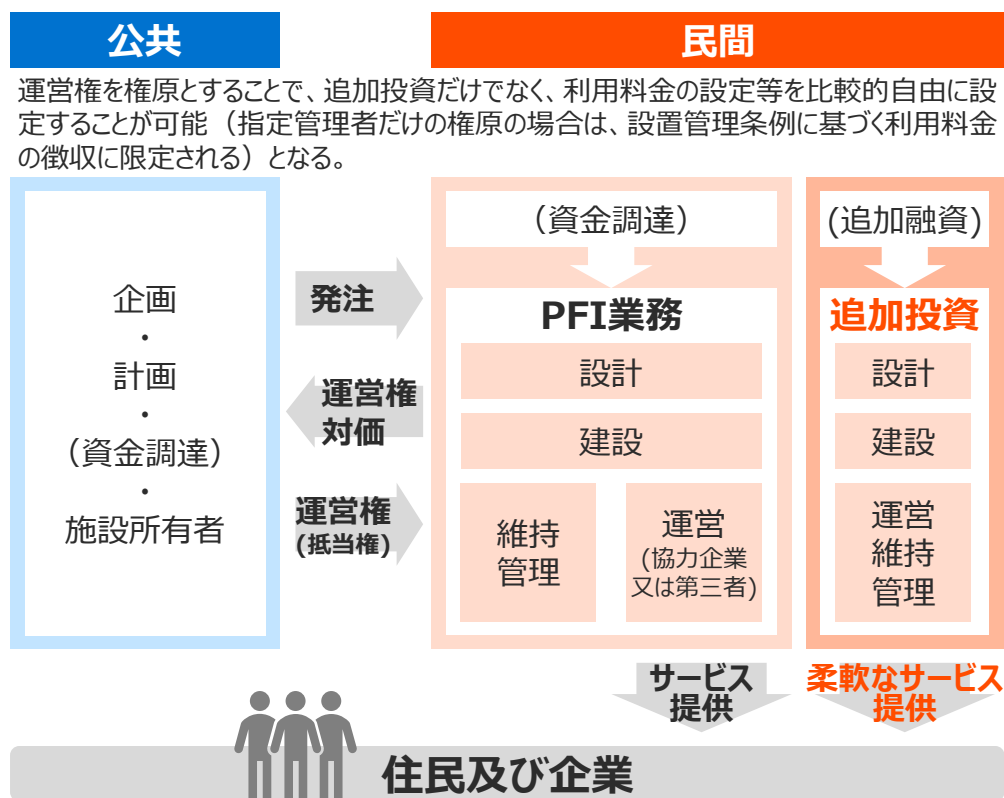 公共
民間
運営権を権原とすることで、追加投資だけでなく、利用料金の設定等を比較的自由に設
定することが可能（指定管理者だけの権原の場合は、設置管理条例に基づく利用料金
の徴収に限定される）となる。
企画
・
計画
・
（資金調達）
・
施設所有者
発注
運営権
対価
運営権
(抵当権)
（資金調達）
PFI業務
設計
建設
維持
管理
運営
(協力企業
又は第三者)
(追加融資)
追加投資
設計
建設
運営
維持
管理
サービス
提供
柔軟なサービス
提供
住民及び企業